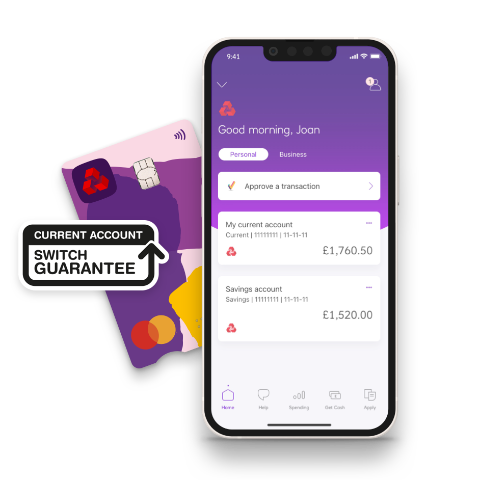 9:41
1
Good morning, Joan
Personal
Business
Approve a transaction
My current account
Current | 11111111 | 11-11-11
£1,760.50
Savings account
Savings | 11111111 | 11-11-11
£1,520.00
Home
Help
Spending
Get Cash
Apply
CURRENT ACCOUNT
SWITCH
GUARANTEE